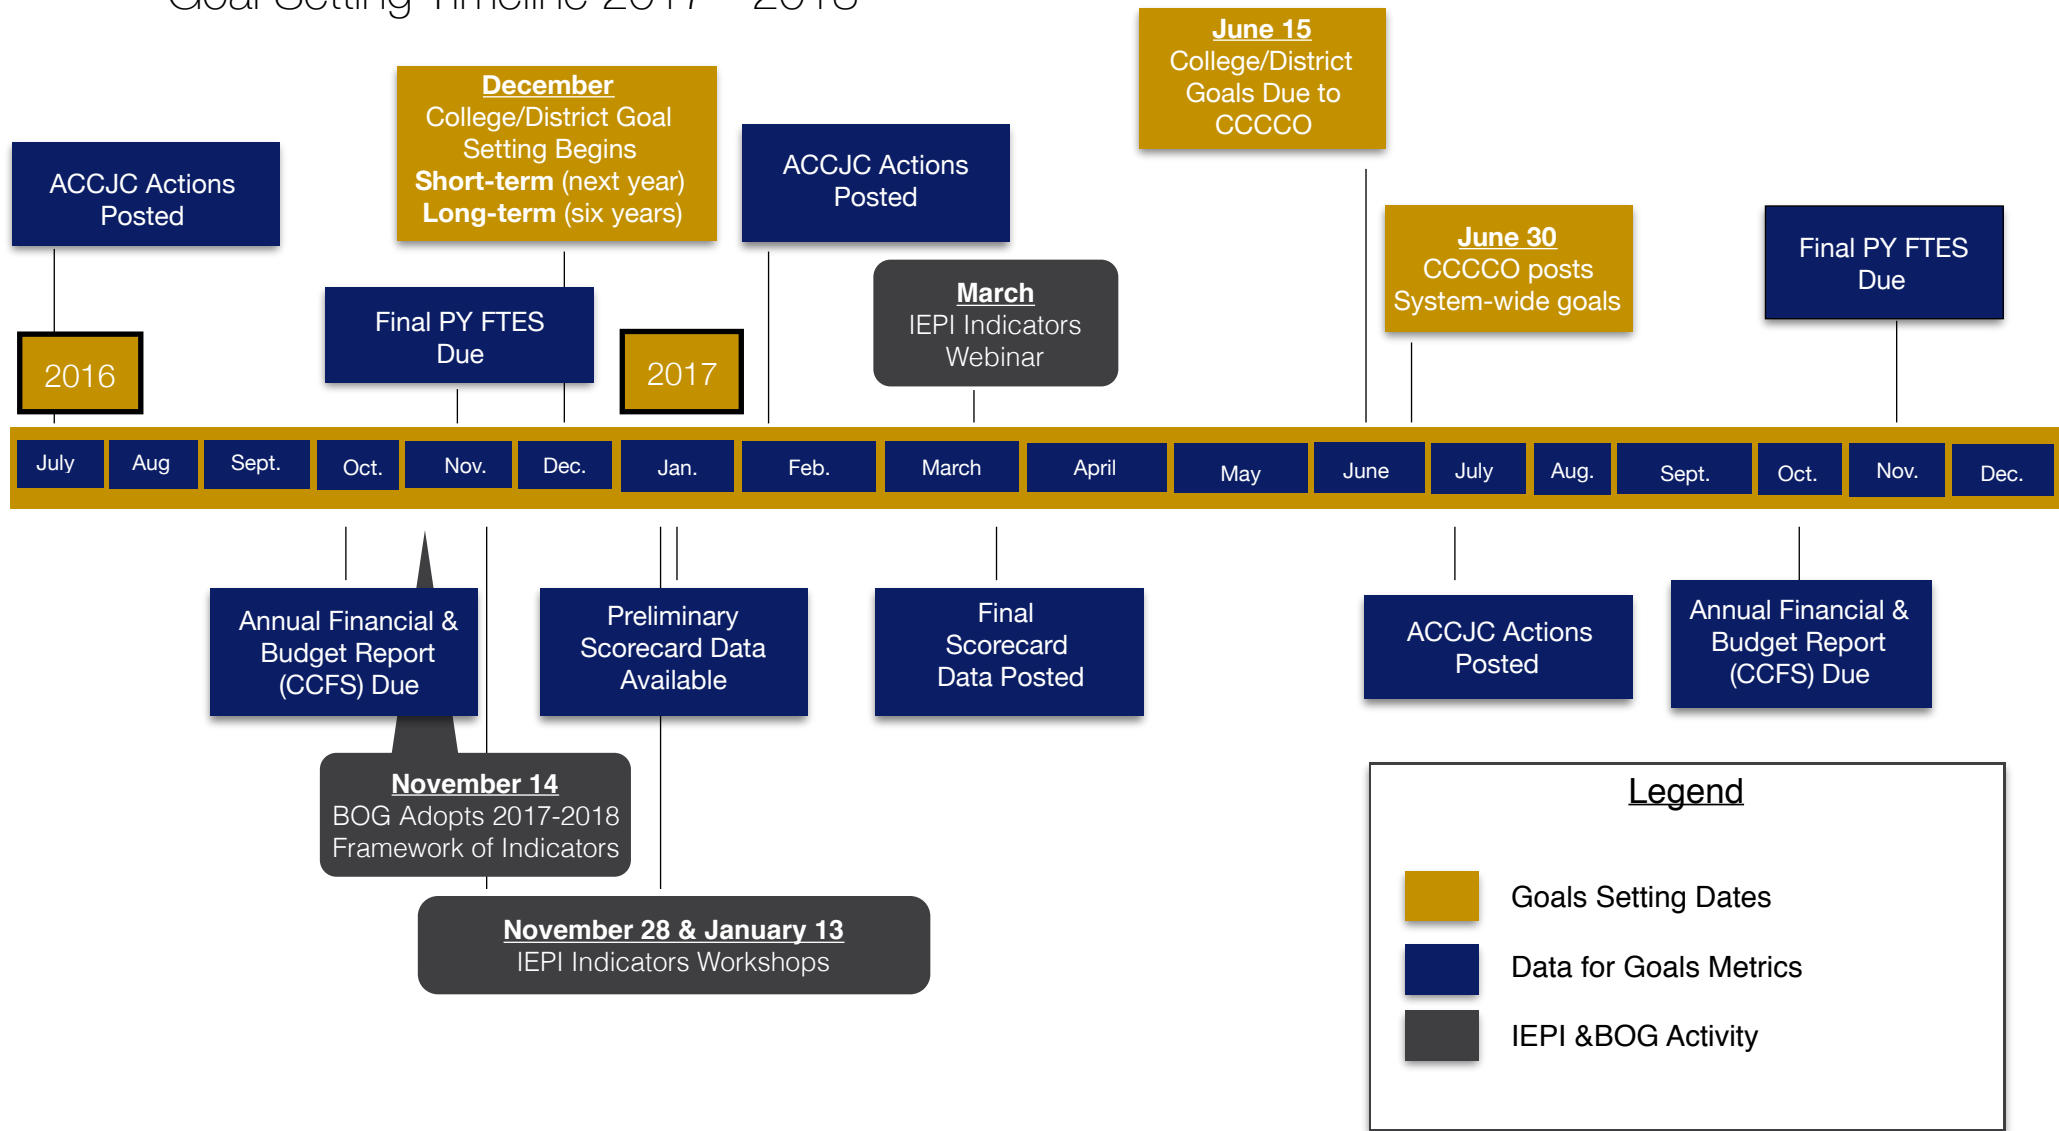 Goal Setting Timeline 2017 - 2018
June 15
College/District
Goals Due to
CCCCO
December
College/District Goal
Setting Begins
Short-term (next year)
Long-term (six years)
ACCJC Actions
Posted
ACCJC Actions
Posted
June 30
CCCCO posts
System-wide goals
Final PY FTES
Due
March
IEPI Indicators
Webinar
Final PY FTES
Due
2016
2017
July
Aug
Sept.
Oct.
Nov.
Dec.
Jan.
Feb.
March
April
May
June
July
Aug.
Sept.
Oct.
Nov.
Dec.
Annual Financial &
Budget Report
(CCFS) Due
Preliminary
Scorecard Data
Available
Final
Scorecard
Data Posted
ACCJC Actions
Posted
Annual Financial &
Budget Report
(CCFS) Due
November 14
BOG Adopts 2017-2018
Framework of Indicators
November 28 & January 13
IEPI Indicators Workshops
Legend
Goals Setting Dates
Data for Goals Metrics
IEPI &BOG Activity